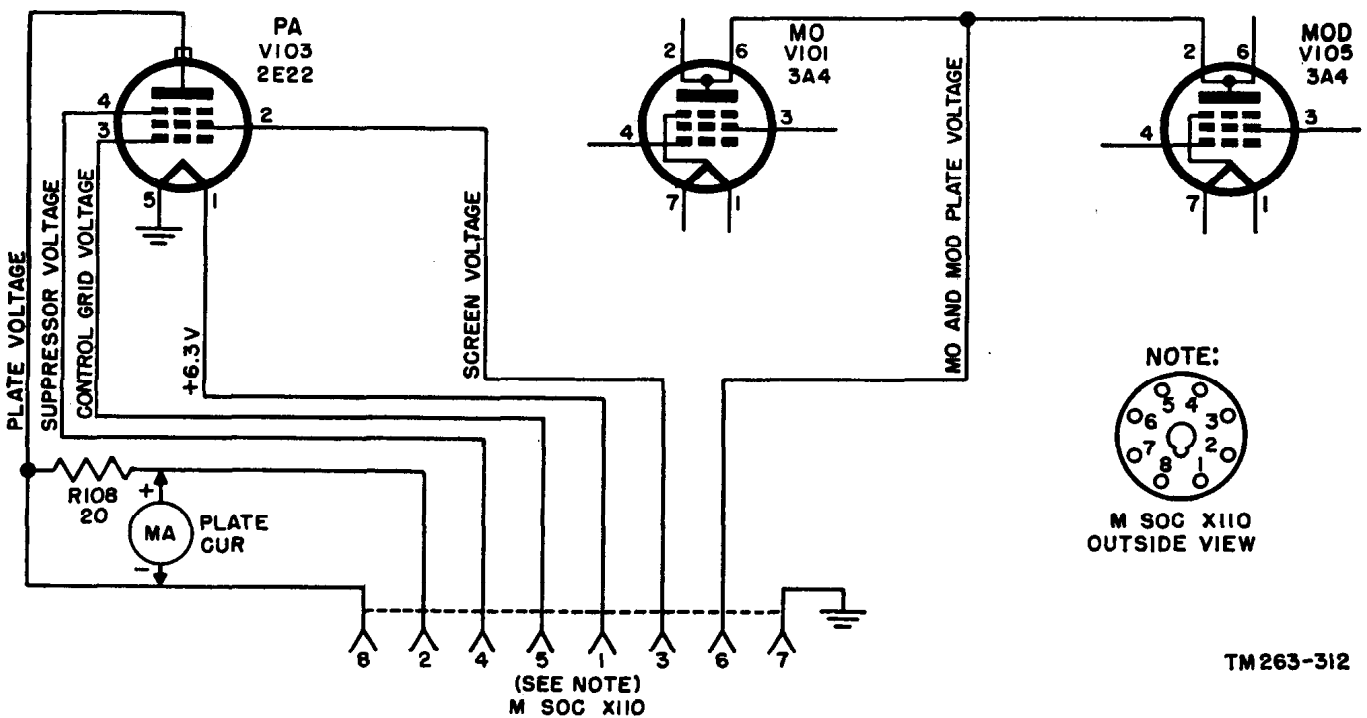 PA
V103
2E22
4
3
2
5
1
MO
V101
3A4
2
6
4
3
7
1
MOD
V105
3A4
2
6
4
3
7
1
PLATE VOLTAGE
SUPPRESSOR VOLTAGE
CONTROL GRID VOLTAGE
+6.3V
SCREEN VOLTAGE
MO AND MOD PLATE VOLTAGE
R108
20
+
MA
-
PLATE
CUR
8 2 4 5 1 3 6 7
(SEE NOTE)
M SOC X110
NOTE:
5 4
6 3
7 2
8 1
M SOC X110
OUTSIDE VIEW
TM263-312